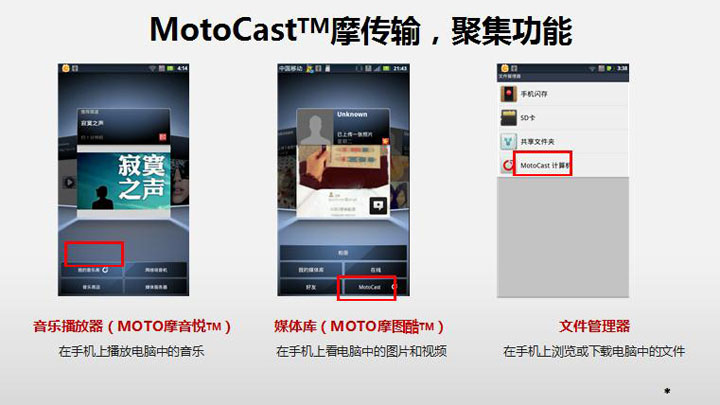 MotoCast™摩传输，聚集功能
4:14
寂寞之声
寂寞
之声
我的音乐库
网络收音机
音乐商店
媒体服务器
中国移动
21:43
Unknown
已上传一张照片
星期二
相册
我的媒体库
在线
好友
MotoCast
3:38
文件管理器
手机闪存
SD卡
共享文件夹
MotoCast 计算机
音乐播放器（MOTO摩音悦™）
在手机上播放电脑中的音乐
媒体库（MOTO摩图酷™）
在手机上看电脑中的图片和视频
文件管理器
在手机上浏览或下载电脑中的文件
*